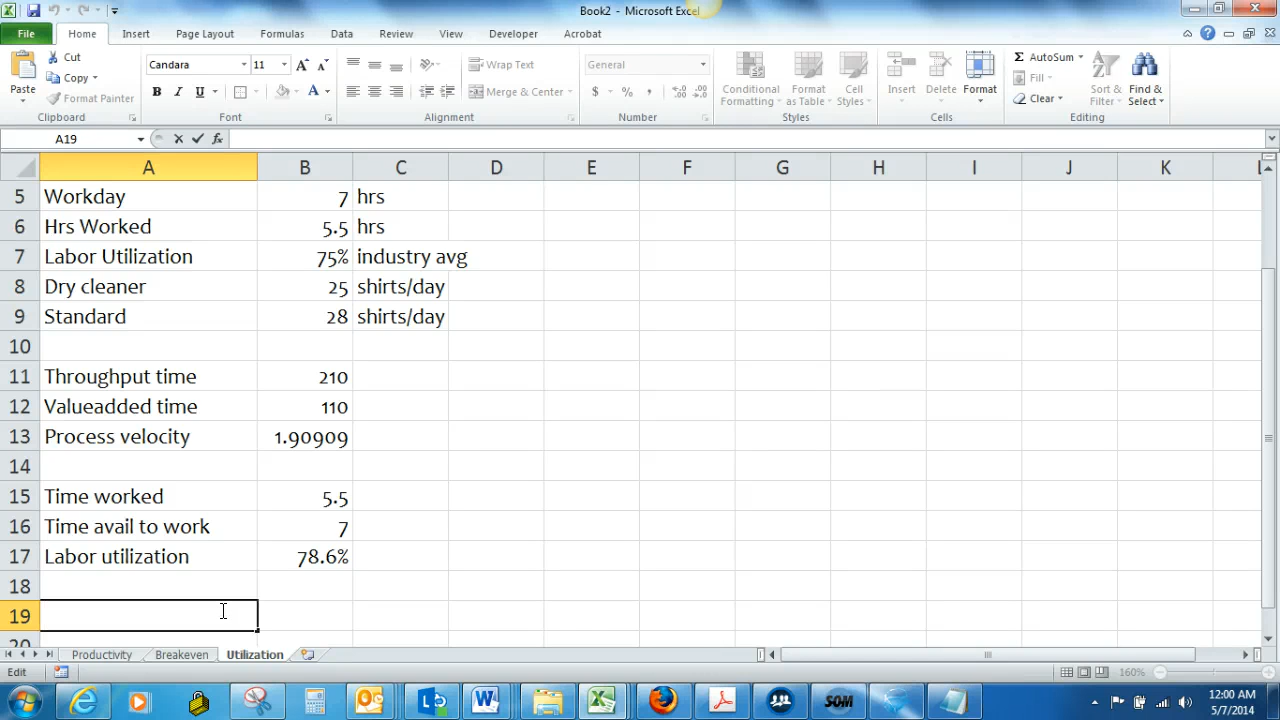 Book2 - Microsoft Excel
File Home Insert Page Layout Formulas Data Review View Developer Acrobat
Paste
Cut
Copy
Format Painter
Clipboard
Candara 11
B I U
Font
Wrap Text
Merge & Center
Alignment
General
$ % ,
Number
Conditional Formatting
Format as Table
Cell Styles
Styles
Insert
Delete
Format
Cells
AutoSum
Fill
Clear
Sort & Filter
Find & Select
Editing
A19 fx
A B C D E F G H I J K L
5 Workday 7 hrs
6 Hrs Worked 5.5 hrs
7 Labor Utilization 75% industry avg
8 Dry cleaner 25 shirts/day
9 Standard 28 shirts/day
10
11 Throughput time 210
12 Valueadded time 110
13 Process velocity 1.90909
14
15 Time worked 5.5
16 Time avail to work 7
17 Labor utilization 78.6%
18
19
20
Productivity Breakeven Utilization
Edit 160%
SOM
12:00 AM
5/7/2014